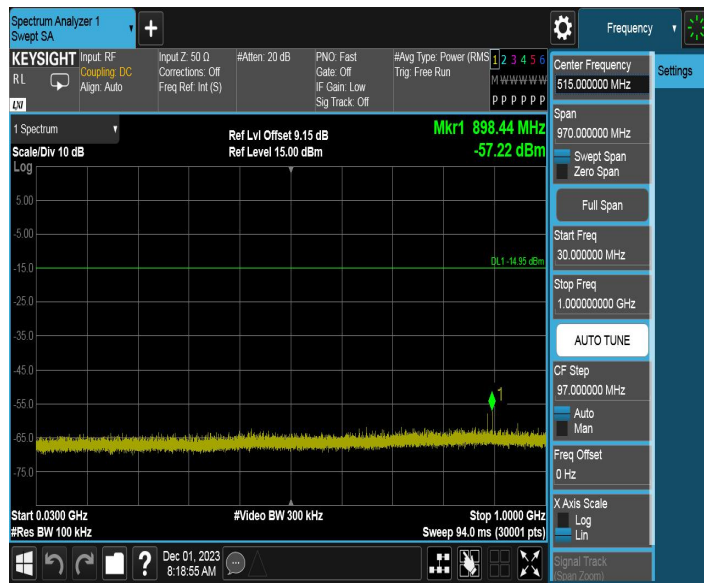 Spectrum Analyzer 1
Swept SA
+
Frequency
KEYSIGHT
RL
LXI
Input: RF
Coupling: DC
Align: Auto
Input Z: 50 Ω
Corrections: Off
Freq Ref: Int (S)
#Atten: 20 dB
PNO: Fast
Gate: Off
IF Gain: Low
Sig Track: Off
#Avg Type: Power (RMS
Trig: Free Run
1 2 3 4 5 6
M W W W W W
P P P P P P
1 Spectrum
Scale/Div 10 dB
Ref Lvl Offset 9.15 dB
Ref Level 15.00 dBm
Mkr1 898.44 MHz
-57.22 dBm
Log
5.00
-5.00
-15.0
-25.0
-35.0
-45.0
-55.0
-65.0
-75.0
DL1 -14.95 dBm
1
Start 0.0300 GHz
#Res BW 100 kHz
#Video BW 300 kHz
Stop 1.0000 GHz
Sweep 94.0 ms (30001 pts)
?
Dec 01, 2023
8:18:55 AM
Center Frequency
515.000000 MHz
Span
970.000000 MHz
Swept Span
Zero Span
Full Span
Start Freq
30.000000 MHz
Stop Freq
1.000000000 GHz
AUTO TUNE
CF Step
97.000000 MHz
Auto
Man
Freq Offset
0 Hz
X Axis Scale
Log
Lin
Signal Track
(Span Zoom)
Settings